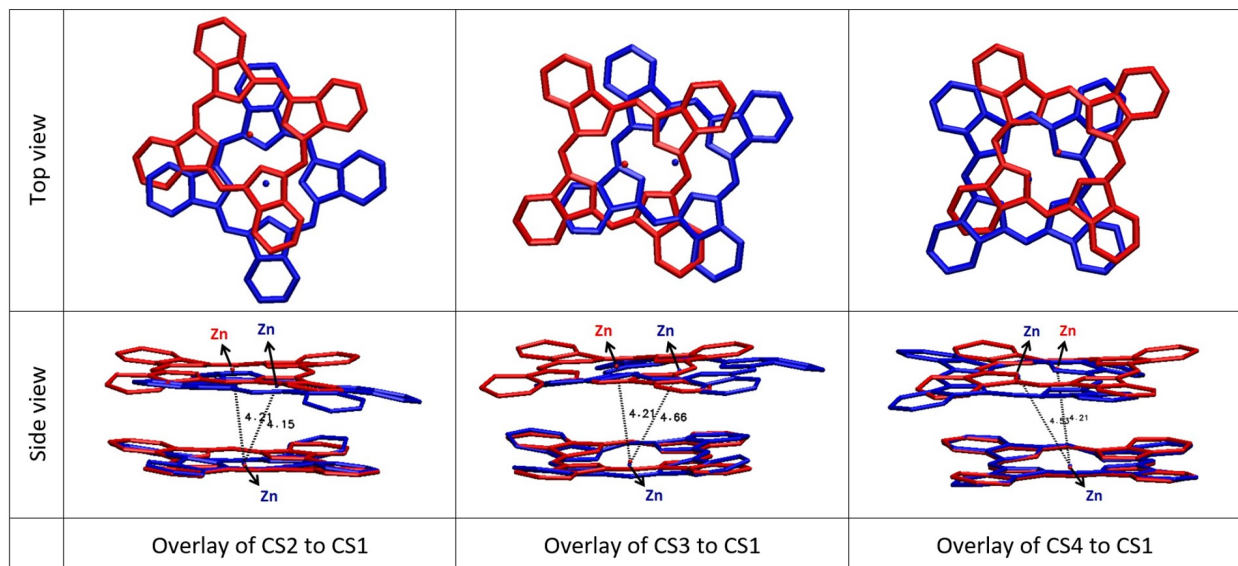 Top view
Side view
Zn
Zn
4.21
4.15
Zn
Zn
Zn
4.21
4.66
Zn
Zn
Zn
4.53
4.21
Zn
Overlay of CS2 to CS1
Overlay of CS3 to CS1
Overlay of CS4 to CS1